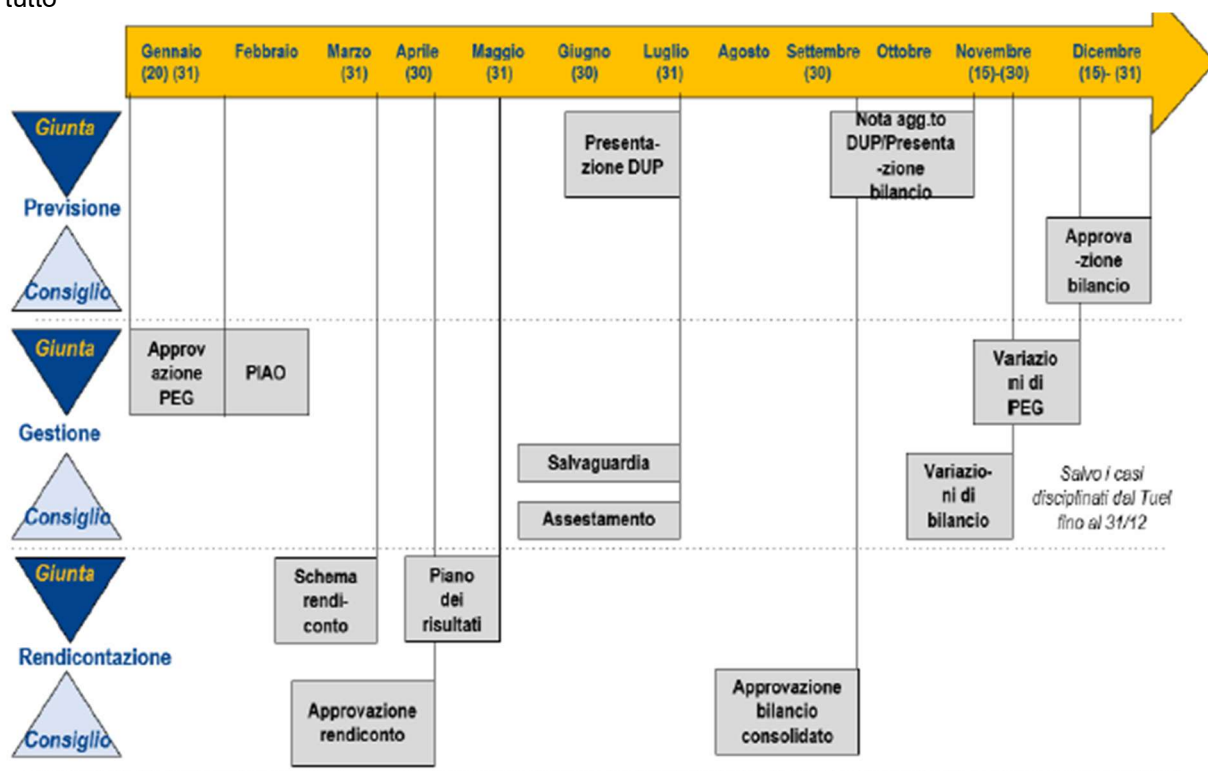 tutto
Gennaio Febbraio Marzo Aprile Maggio Giugno Luglio Agosto Settembre Ottobre Novembre Dicembre
(20) (31) (31) (30) (31) (30) (31) (30) (15)-(30) (15)- (31)
Giunta
Previsione
Consiglio
Presenta-
zione DUP
Nota agg.to
DUP/Presenta
-zione
bilancio
Approva
-zione
bilancio
Giunta
Gestione
Consiglio
Approv
azione
PEG
PIAO
Variazio
ni di
PEG
Salvaguardia
Assestamento
Variazio-
ni di
bilancio
Salvo i casi
disciplinati dal Tuel
fino al 31/12
Giunta
Rendicontazione
Consiglio
Schema
rendi-
conto
Piano
dei
risultati
Approvazione
rendiconto
Approvazione
bilancio
consolidato